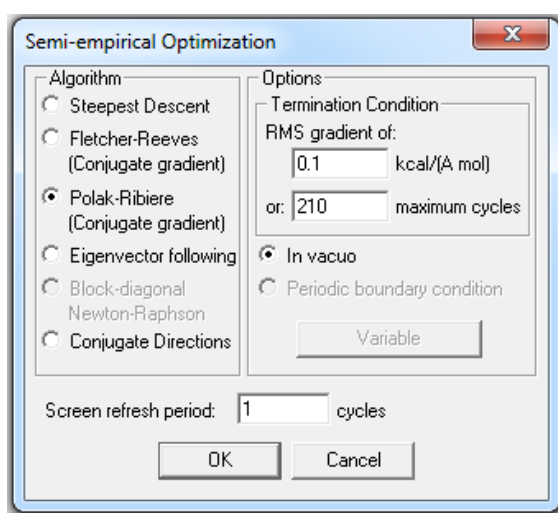 Semi-empirical Optimization
Algorithm
Steepest Descent
Fletcher-Reeves
(Conjugate gradient)
Polak-Ribiere
(Conjugate gradient)
Eigenvector following
Block-diagonal
Newton-Raphson
Conjugate Directions
Options
Termination Condition
RMS gradient of:
0.1 kcal/(A mol)
or: 210 maximum cycles
In vacuo
Periodic boundary condition
Variable
Screen refresh period: 1 cycles
OK Cancel